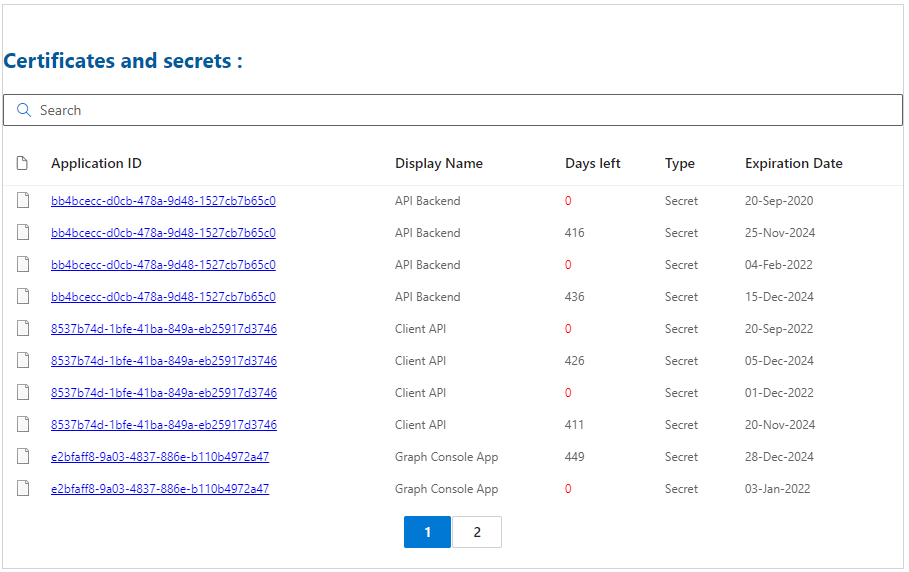 Certificates and secrets :
Search
Application ID Display Name Days left Type Expiration Date
bb4bcecc-d0cb-478a-9d48-1527cb7b65c0 API Backend 0 Secret 20-Sep-2020
bb4bcecc-d0cb-478a-9d48-1527cb7b65c0 API Backend 416 Secret 25-Nov-2024
bb4bcecc-d0cb-478a-9d48-1527cb7b65c0 API Backend 0 Secret 04-Feb-2022
bb4bcecc-d0cb-478a-9d48-1527cb7b65c0 API Backend 436 Secret 15-Dec-2024
8537b74d-1bfe-41ba-849a-eb25917d3746 Client API 0 Secret 20-Sep-2022
8537b74d-1bfe-41ba-849a-eb25917d3746 Client API 426 Secret 05-Dec-2024
8537b74d-1bfe-41ba-849a-eb25917d3746 Client API 0 Secret 01-Dec-2022
8537b74d-1bfe-41ba-849a-eb25917d3746 Client API 411 Secret 20-Nov-2024
e2bfaff8-9a03-4837-886e-b110b4972a47 Graph Console App 449 Secret 28-Dec-2024
e2bfaff8-9a03-4837-886e-b110b4972a47 Graph Console App 0 Secret 03-Jan-2022
1 2